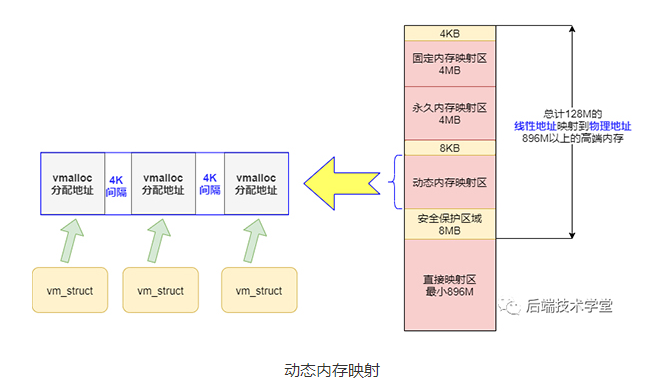 4KB
固定内存映射区
4MB
永久内存映射区
4MB
8KB
动态内存映射区
安全保护区域
8MB
直接映射区
最小896M
总计128M的
线性地址映射到物理地址
896M以上的高端内存
vmalloc
分配地址
4K
间隔
vmalloc
分配地址
4K
间隔
vmalloc
分配地址
vm_struct
vm_struct
vm_struct
后端技术学堂
动态内存映射